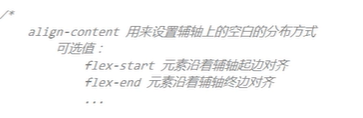 /*
align-content 用来设置辅轴上的空白的分布方式
可选值：
flex-start 元素沿着辅轴起边对齐
flex-end 元素沿着辅轴终边对齐
...